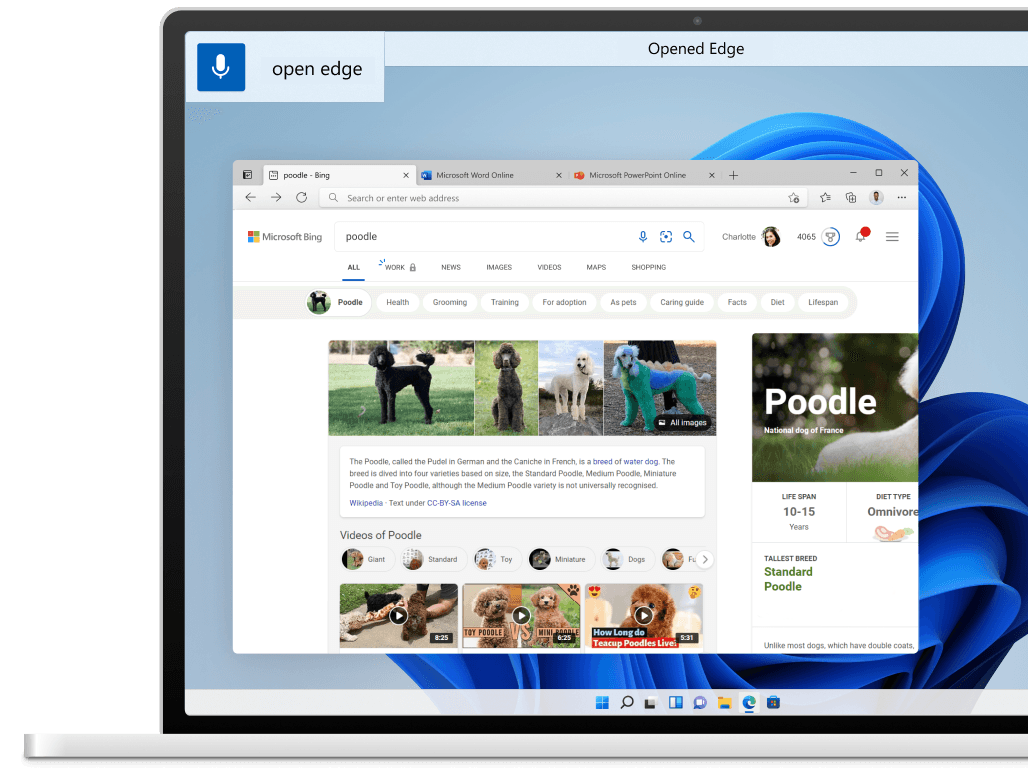 open edge
Opened Edge
poodle - Bing
Microsoft Word Online
Microsoft PowerPoint Online
Search or enter web address
Microsoft Bing
poodle
Charlotte
4065
ALL
WORK
NEWS
IMAGES
VIDEOS
MAPS
SHOPPING
Poodle
Health
Grooming
Training
For adoption
As pets
Caring guide
Facts
Diet
Lifespan
All images
Poodle
National dog of France
The Poodle, called the Pudel in German and the Caniche in French, is a breed of water dog. The
breed is dived into four varieties based on size, the Standard Poodle, Medium Poodle, Miniature
Poodle and Toy Poodle, although the Medium Poodle variety is not universally recognised.
Wikipedia · Text under CC-BY-SA license
LIFE SPAN
10-15
Years
DIET TYPE
Omnivore
Videos of Poodle
Giant
Standard
Toy
Miniature
Dogs
Fu
TALLEST BREED
Standard
Poodle
8:25
TOY POODLE VS MINI POODLE
6:25
How Long do
Teacup Poodles Live?
5:31
Unlike most dogs, which have double coats,